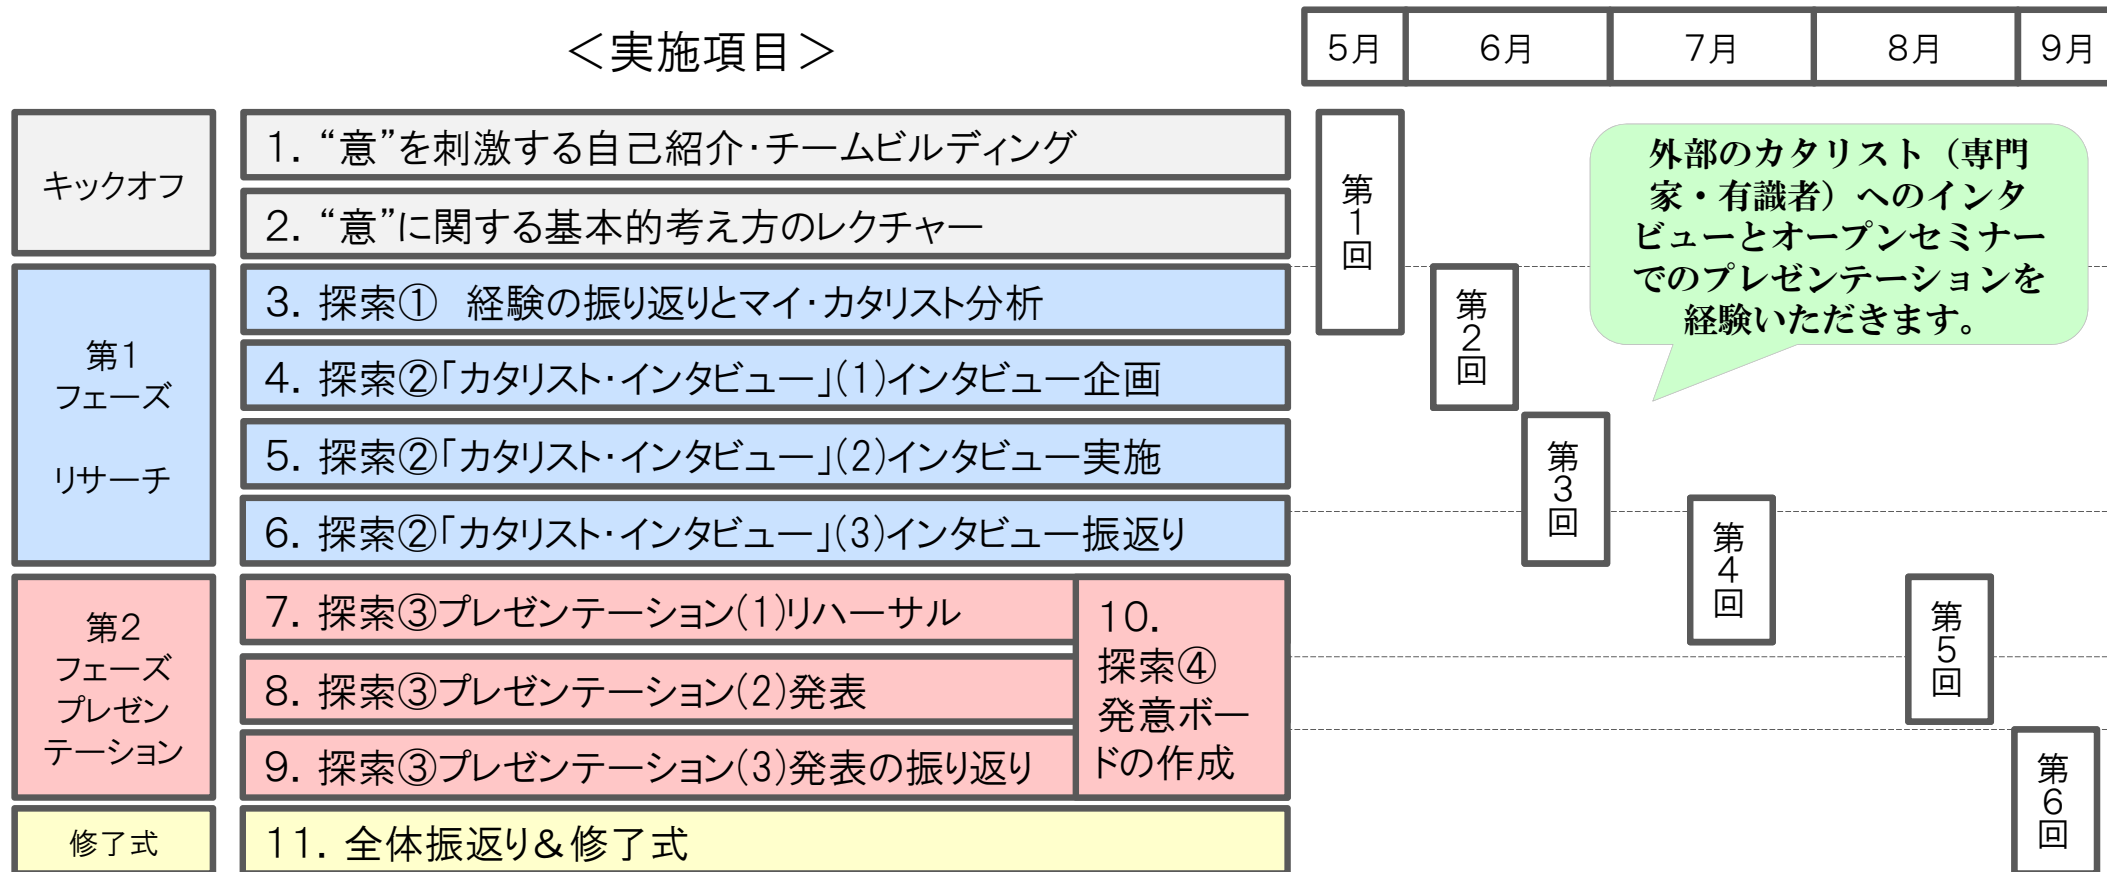 ＜実施項目＞
5月
6月
7月
8月
9月
キックオフ
1．“意”を刺激する自己紹介・チームビルディング
2．“意”に関する基本的考え方のレクチャー
第1
フェーズ
リサーチ
3．探索①　経験の振り返りとマイ・カタリスト分析
4．探索②「カタリスト・インタビュー」(1)インタビュー企画
5．探索②「カタリスト・インタビュー」(2)インタビュー実施
6．探索②「カタリスト・インタビュー」(3)インタビュー振返り
第2
フェーズ
プレゼン
テーション
7．探索③プレゼンテーション(1)リハーサル
8．探索③プレゼンテーション(2)発表
9．探索③プレゼンテーション(3)発表の振り返り
10．
探索④
発意ボー
ドの作成
修了式
11．全体振返り＆修了式
第1回
第2回
第3回
第4回
第5回
第6回
外部のカタリスト（専門
家・有識者）へのインタ
ビューとオープンセミナー
でのプレゼンテーションを
経験いただきます。